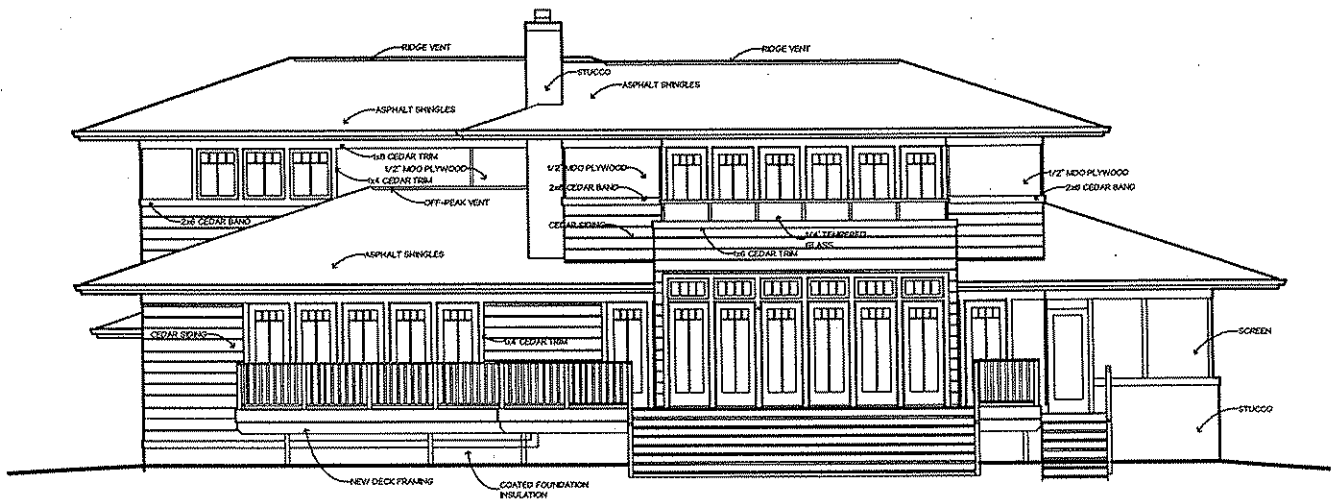 RIDGE VENT
RIDGE VENT
STUCCO
ASPHALT SHINGLES
ASPHALT SHINGLES
1x8 CEDAR TRIM
1/2" MDO PLYWOOD
1x4 CEDAR TRIM
1/2" MDO PLYWOOD
1/2" MDO PLYWOOD
2x8 CEDAR BAND
2x8 CEDAR BAND
OFF-PEAK VENT
2x6 CEDAR BAND
CEDAR SIDING
1/4" TEMPERED
GLASS
1x6 CEDAR TRIM
ASPHALT SHINGLES
CEDAR SIDING
1x4 CEDAR TRIM
SCREEN
STUCCO
NEW DECK FRAMING
COATED FOUNDATION
INSULATION